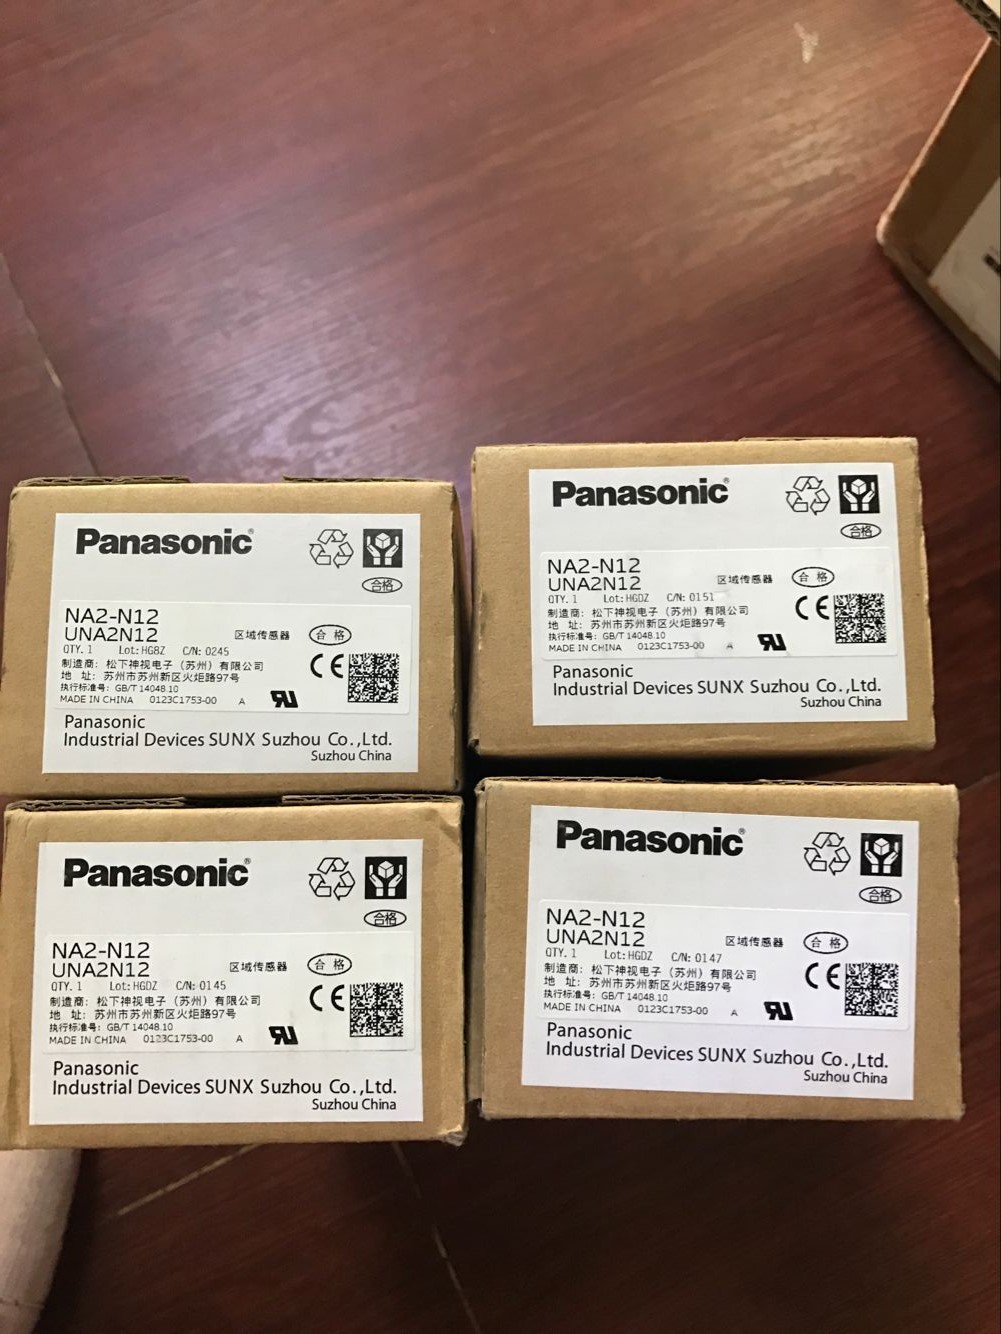 Panasonic®
合格
NA2-N12
UNA2N12
区域传感器
合格
QTY. 1 Lot: HG8Z C/N: 0245
制造商: 松下神视电子（苏州）有限公司
地 址: 苏州市苏州新区火炬路97号
执行标准号: GB/T 14048.10
MADE IN CHINA 0123C1753-00 A
CE
Panasonic
Industrial Devices SUNX Suzhou Co.,Ltd.
Suzhou China
Panasonic®
合格
NA2-N12
UNA2N12
区域传感器
合格
QTY. 1 Lot: HGDZ C/N: 0151
制造商: 松下神视电子（苏州）有限公司
地 址: 苏州市苏州新区火炬路97号
执行标准号: GB/T 14048.10
MADE IN CHINA 0123C1753-00 A
CE
Panasonic
Industrial Devices SUNX Suzhou Co.,Ltd.
Suzhou China
Panasonic®
合格
NA2-N12
UNA2N12
区域传感器
合格
QTY. 1 Lot: HGDZ C/N: 0145
制造商: 松下神视电子（苏州）有限公司
地 址: 苏州市苏州新区火炬路97号
执行标准号: GB/T 14048.10
MADE IN CHINA 0123C1753-00 A
CE
Panasonic
Industrial Devices SUNX Suzhou Co.,Ltd.
Suzhou China
Panasonic®
合格
NA2-N12
UNA2N12
区域传感器
合格
QTY. 1 Lot: HGDZ C/N: 0147
制造商: 松下神视电子（苏州）有限公司
地 址: 苏州市苏州新区火炬路97号
执行标准号: GB/T 14048.10
MADE IN CHINA 0123C1753-00 A
CE
Panasonic
Industrial Devices SUNX Suzhou Co.,Ltd.
Suzhou China